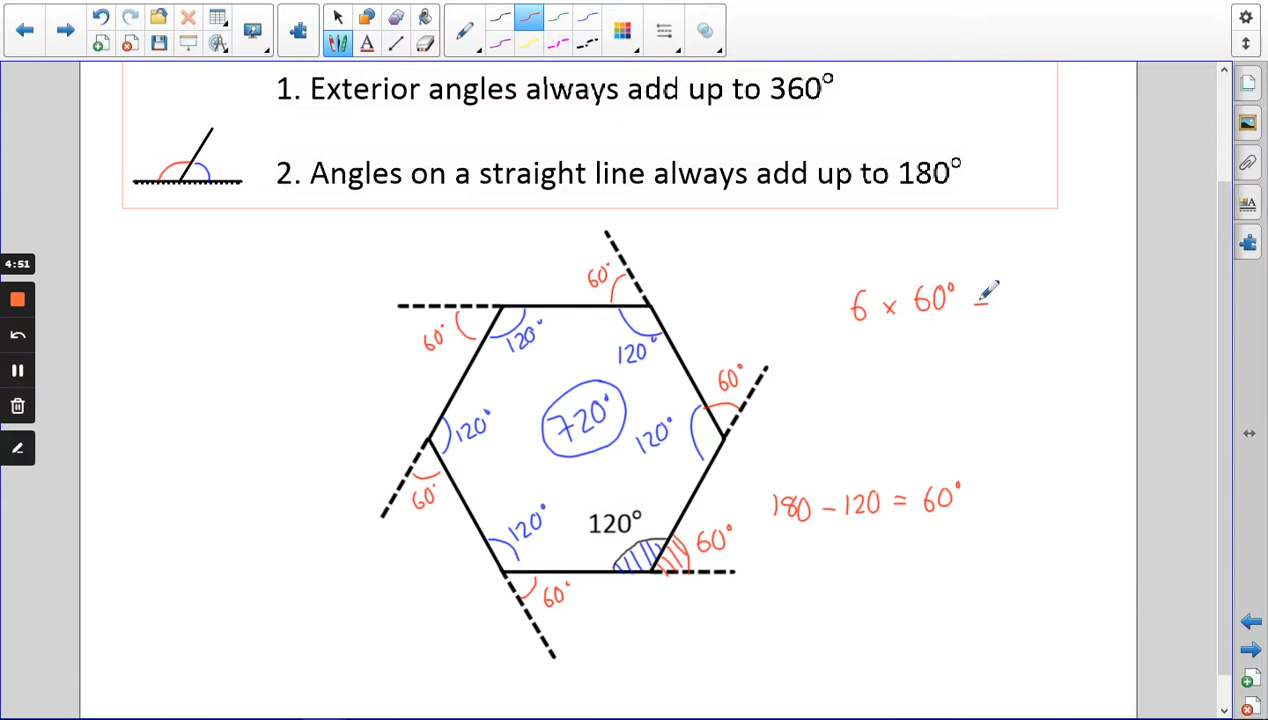 1. Exterior angles always add up to 360°
2. Angles on a straight line always add up to 180°
4:51
60°
6 × 60° =
60°
120°
120°
60°
720°
120°
120°
60°
180 - 120 = 60°
120°
120°
60°
60°
A
A